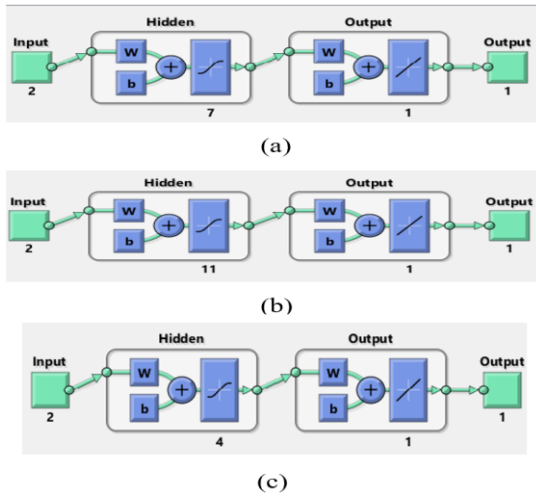 Hidden Output
Input Output
W W
b b
+ +
2 7 1 1
(a)
Hidden Output
Input Output
W W
b b
+ +
2 11 1 1
(b)
Hidden Output
Input Output
W W
b b
+ +
2 4 1 1
(c)